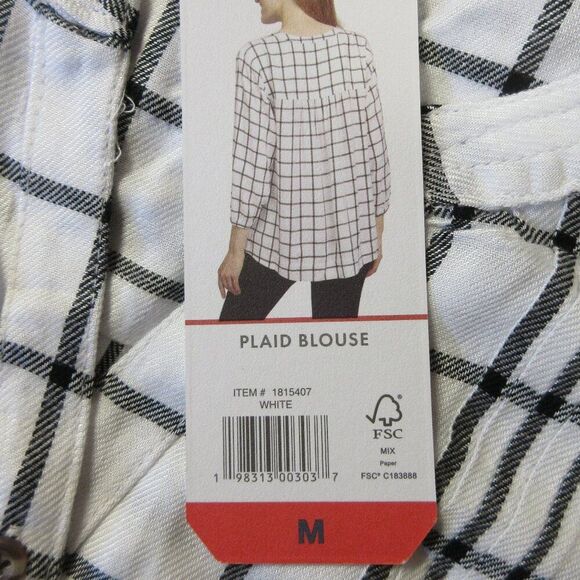 PLAID BLOUSE
ITEM # 1815407
WHITE
1 98313 00303 7
FSC
MIX
Paper
FSC® C183888
M